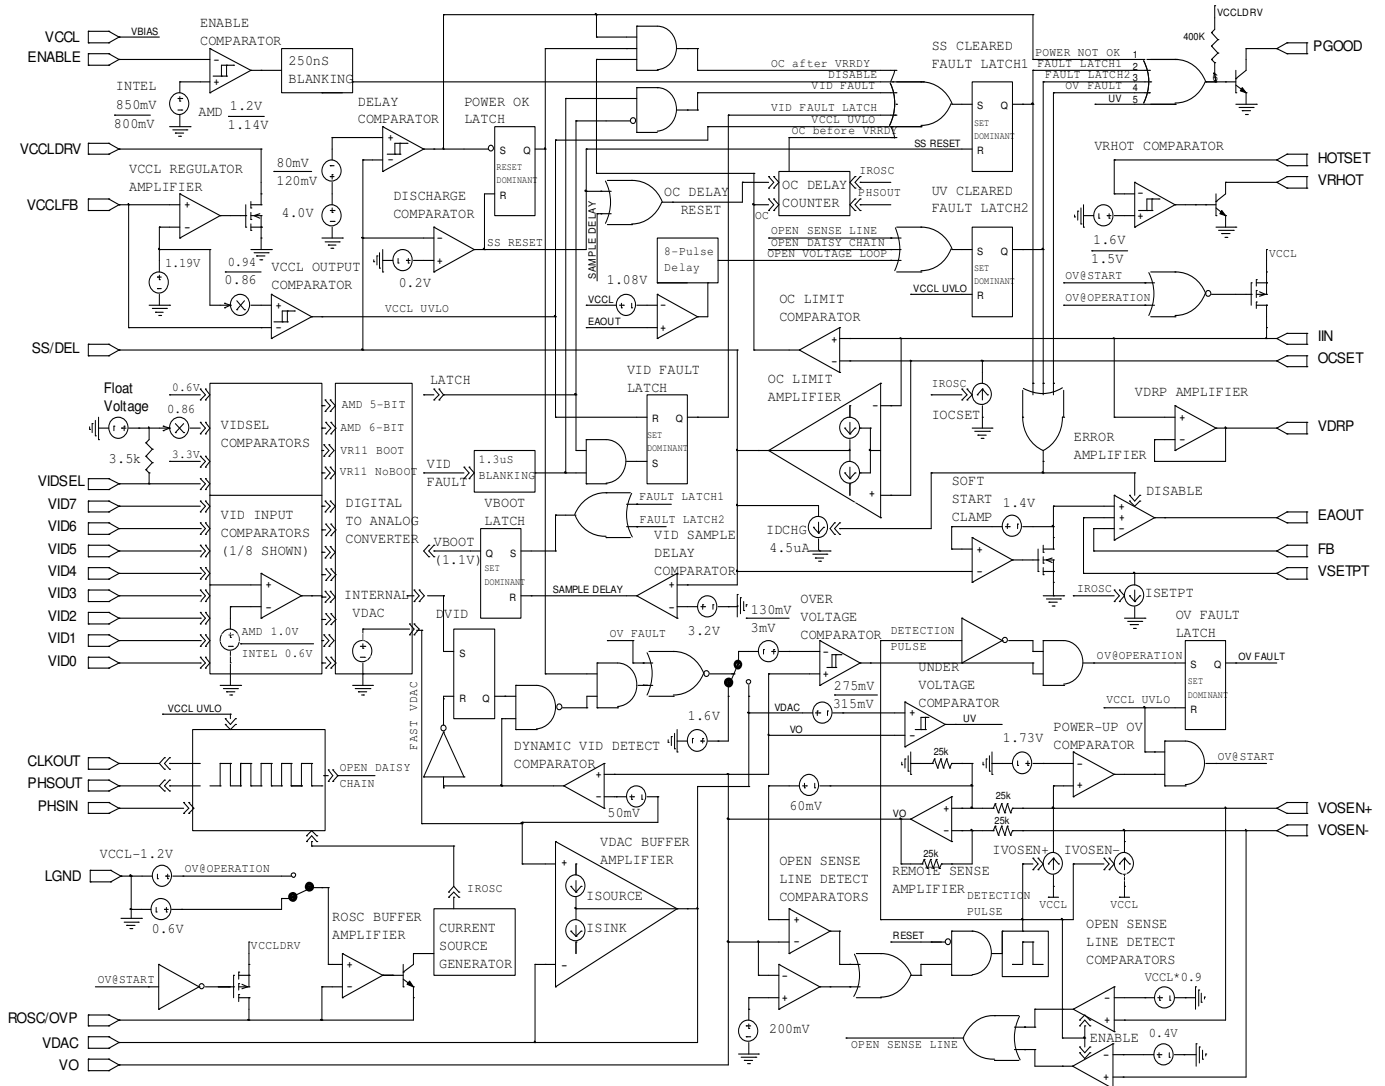 VCCL
VBIAS
ENABLE
ENABLE
COMPARATOR
250nS
BLANKING
INTEL
850mV
800mV
AMD
1.2V
1.14V
DELAY
COMPARATOR
POWER OK
LATCH
S
Q
RESET
DOMINANT
R
80mV
120mV
4.0V
DISCHARGE
COMPARATOR
0.2V
SS RESET
VCCLDRV
VCCL REGULATOR
AMPLIFIER
VCCLFB
1.19V
0.94
0.86
VCCL OUTPUT
COMPARATOR
VCCL UVLO
OC after VRRDY
DISABLE
VID FAULT
VID FAULT LATCH
VCCL UVLO
OC before VRRDY
SS RESET
SS CLEARED
FAULT LATCH1
S
Q
SET
DOMINANT
R
OC DELAY
RESET
SAMPLE DELAY
OC DELAY
COUNTER
OC
IROSC
PHSOUT
UV CLEARED
FAULT LATCH2
OPEN SENSE LINE
OPEN DAISY CHAIN
OPEN VOLTAGE LOOP
S
Q
SET
DOMINANT
R
VCCL UVLO
8-Pulse
Delay
1.08V
VCCL
EAOUT
VCCLDRV
400K
POWER NOT OK
1
FAULT LATCH1
2
FAULT LATCH2
3
OV FAULT
4
UV
5
PGOOD
VRHOT COMPARATOR
HOTSET
VRHOT
1.6V
1.5V
VCCL
OV@START
OV@OPERATION
IIN
OCSET
SS/DEL
OC LIMIT
COMPARATOR
OC LIMIT
AMPLIFIER
IROSC
IOCSET
VDRP AMPLIFIER
VDRP
ERROR
AMPLIFIER
Float
Voltage
0.6V
0.86
3.3V
3.5k
VIDSEL
COMPARATORS
AMD 5-BIT
AMD 6-BIT
VR11 BOOT
VR11 NoBOOT
LATCH
VID
FAULT
1.3uS
BLANKING
VID FAULT
LATCH
R
Q
SET
DOMINANT
S
VIDSEL
VID7
VID6
VID5
VID4
VID3
VID2
VID1
VID0
VID INPUT
COMPARATORS
(1/8 SHOWN)
AMD 1.0V
INTEL 0.6V
DIGITAL
TO ANALOG
CONVERTER
INTERNAL
VDAC
VBOOT
LATCH
VBOOT
(1.1V)
Q
S
SET
DOMINANT
R
FAULT LATCH1
FAULT LATCH2
VID SAMPLE
DELAY
COMPARATOR
SAMPLE DELAY
3.2V
IDCHG
4.5uA
SOFT
START
CLAMP
1.4V
DISABLE
EAOUT
FB
VSETPT
IROSC
ISETPT
DVID
S
R
Q
FAST VDAC
OV FAULT
130mV
3mV
OVER
VOLTAGE
COMPARATOR
275mV
315mV
1.6V
DETECTION
PULSE
UNDER
VOLTAGE
COMPARATOR
VDAC
VO
UV
OV FAULT
LATCH
OV@OPERATION
S
Q
SET
DOMINANT
R
OV FAULT
VCCL UVLO
1.73V
POWER-UP OV
COMPARATOR
OV@START
VCCL UVLO
CLKOUT
PHSOUT
PHSIN
OPEN DAISY
CHAIN
DYNAMIC VID DETECT
COMPARATOR
50mV
60mV
25k
25k
25k
25k
VO
REMOTE SENSE
AMPLIFIER
VOSEN+
VOSEN-
IVOSEN+
IVOSEN-
VCCL
VCCL
LGND
VCCL-1.2V
OV@OPERATION
0.6V
IROSC
ROSC BUFFER
AMPLIFIER
CURRENT
SOURCE
GENERATOR
VCCLDRV
OV@START
VDAC BUFFER
AMPLIFIER
ISOURCE
ISINK
OPEN SENSE
LINE DETECT
COMPARATORS
DETECTION
PULSE
RESET
200mV
OPEN SENSE
LINE DETECT
COMPARATORS
VCCL*0.9
0.4V
ENABLE
OPEN SENSE LINE
ROSC/OVP
VDAC
VO